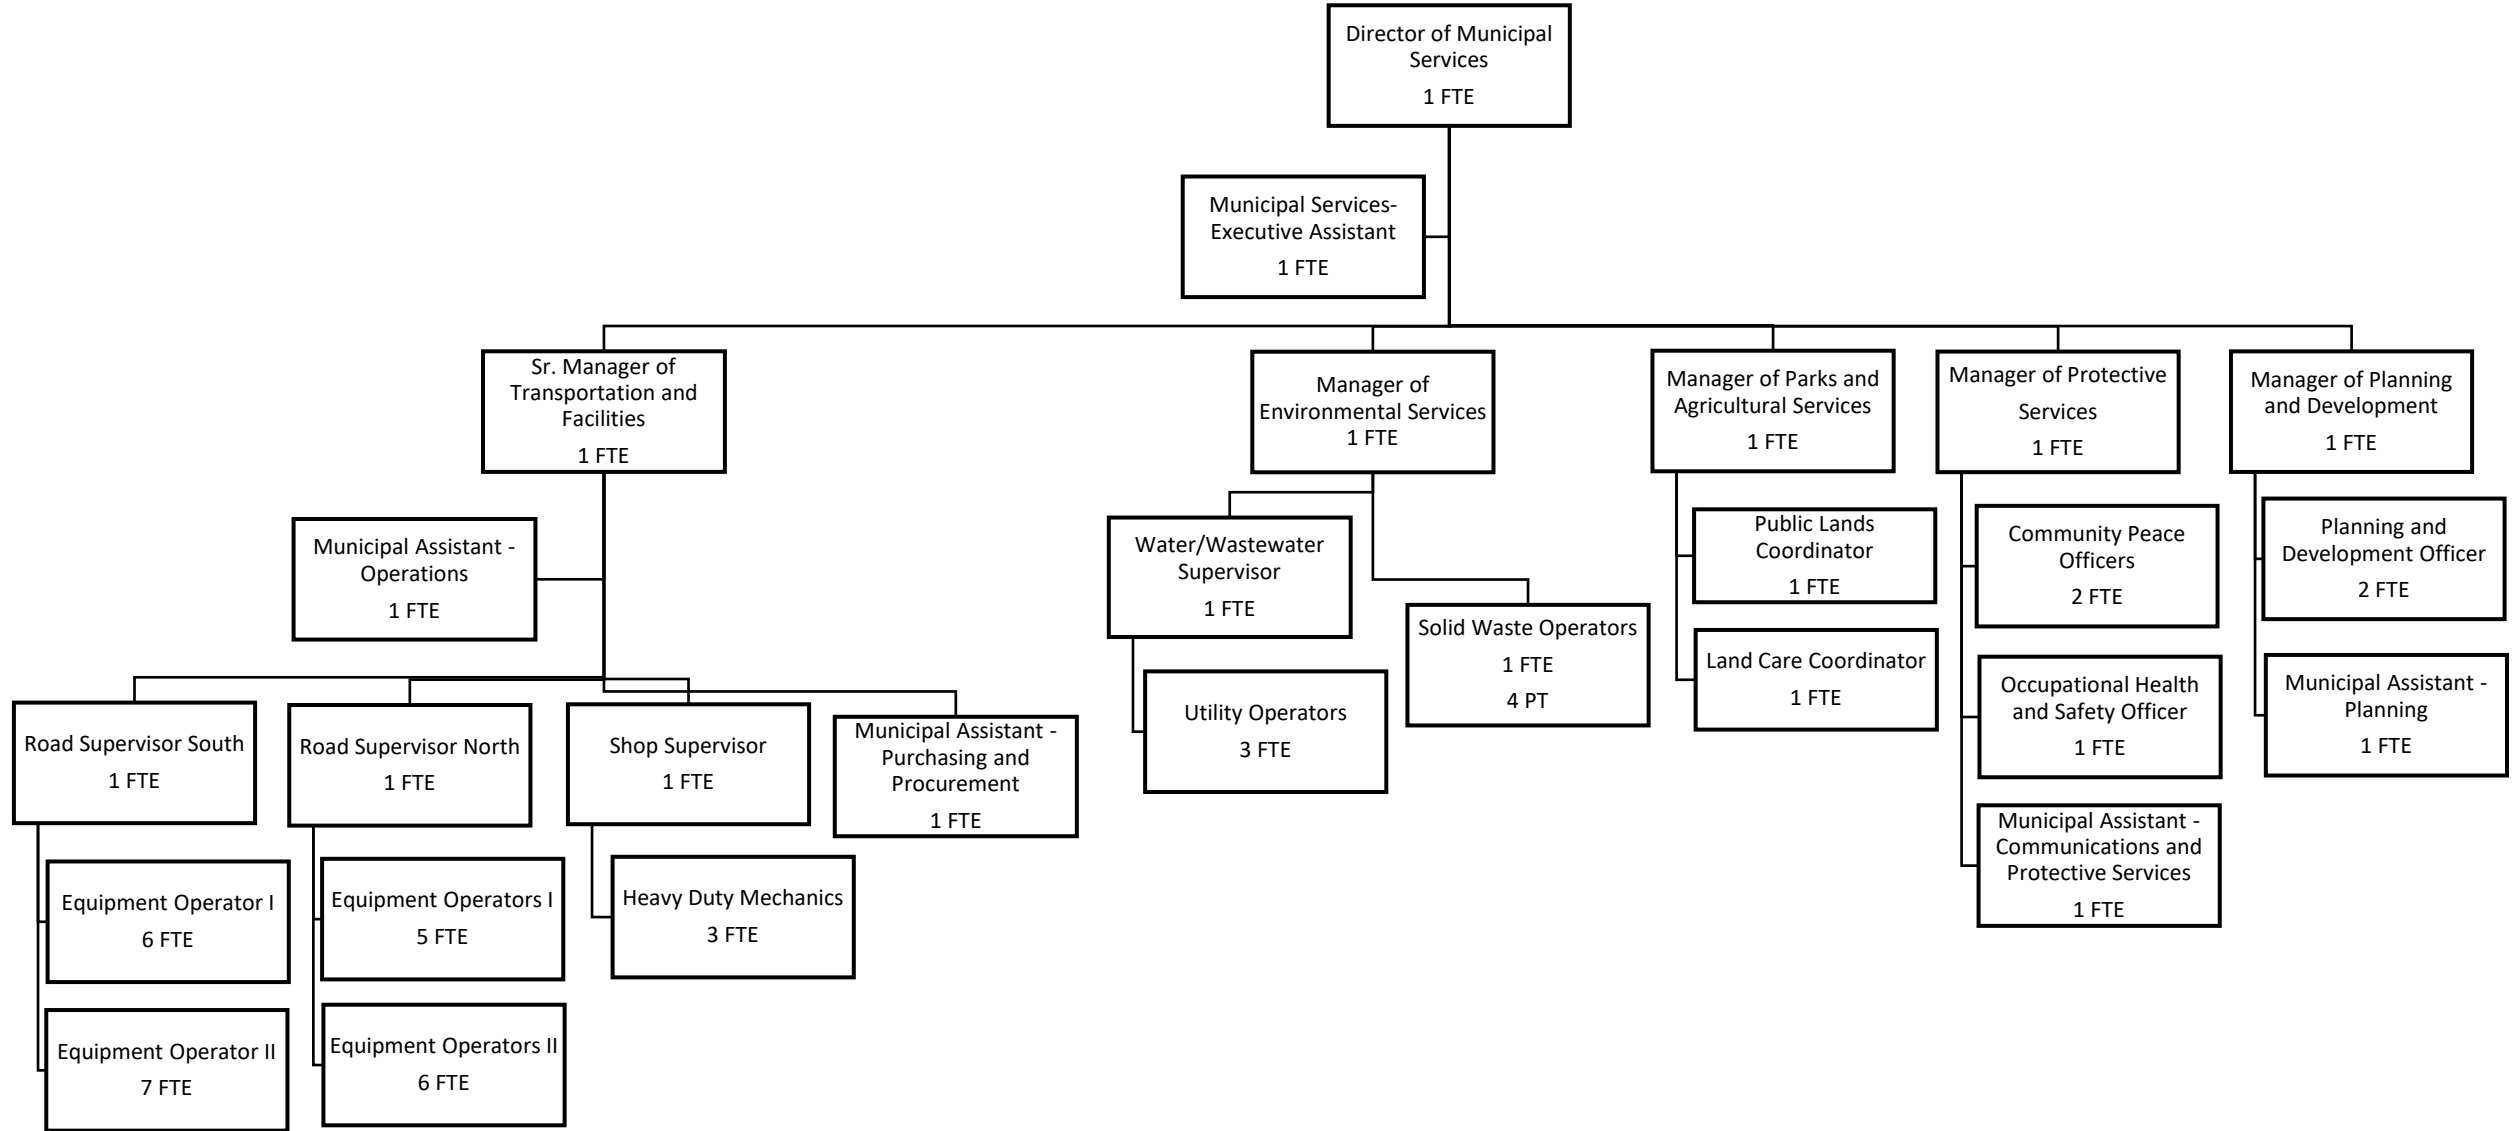 Director of Municipal
Services
1 FTE
Municipal Services-
Executive Assistant
1 FTE
Sr. Manager of
Transportation and
Facilities
1 FTE
Manager of
Environmental Services
1 FTE
Manager of Parks and
Agricultural Services
1 FTE
Manager of Protective
Services
1 FTE
Manager of Planning
and Development
1 FTE
Municipal Assistant -
Operations
1 FTE
Water/Wastewater
Supervisor
1 FTE
Solid Waste Operators
1 FTE
4 PT
Utility Operators
3 FTE
Public Lands
Coordinator
1 FTE
Land Care Coordinator
1 FTE
Community Peace
Officers
2 FTE
Occupational Health
and Safety Officer
1 FTE
Municipal Assistant -
Communications and
Protective Services
1 FTE
Planning and
Development Officer
2 FTE
Municipal Assistant -
Planning
1 FTE
Road Supervisor South
1 FTE
Road Supervisor North
1 FTE
Shop Supervisor
1 FTE
Municipal Assistant -
Purchasing and
Procurement
1 FTE
Equipment Operator I
6 FTE
Equipment Operators I
5 FTE
Heavy Duty Mechanics
3 FTE
Equipment Operator II
7 FTE
Equipment Operators II
6 FTE